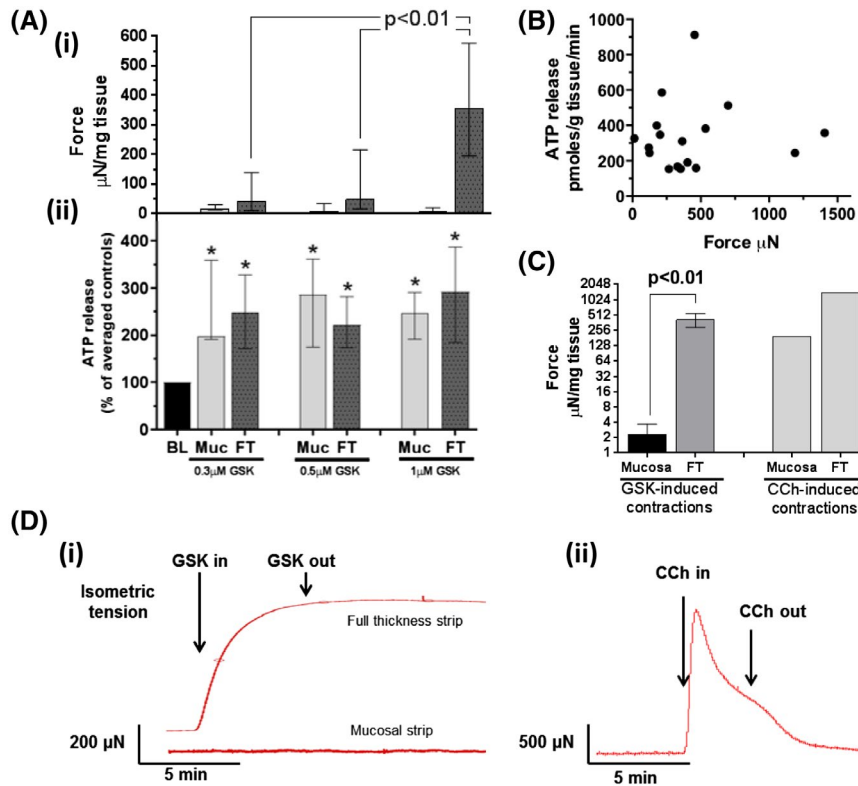 (A)
(i)
p<0.01
Force
µN/mg tissue
600
500
400
300
200
100
0
(ii)
ATP release
(% of averaged controls)
400
300
200
100
0
* * * * * *
BL Muc FT Muc FT Muc FT
0.3µM GSK 0.5µM GSK 1µM GSK
(B)
ATP release
pmoles/g tissue/min
1000
800
600
400
200
0
0 500 1000 1500
Force µN
(C)
p<0.01
Force
µN/mg tissue
2048
1024
512
256
128
64
32
16
8
4
2
1
Mucosa FT Mucosa FT
GSK-induced
contractions
CCh-induced
contractions
(D)
(i)
GSK in
GSK out
Isometric
tension
Full thickness strip
Mucosal strip
200 µN
5 min
(ii)
CCh in
CCh out
500 µN
5 min